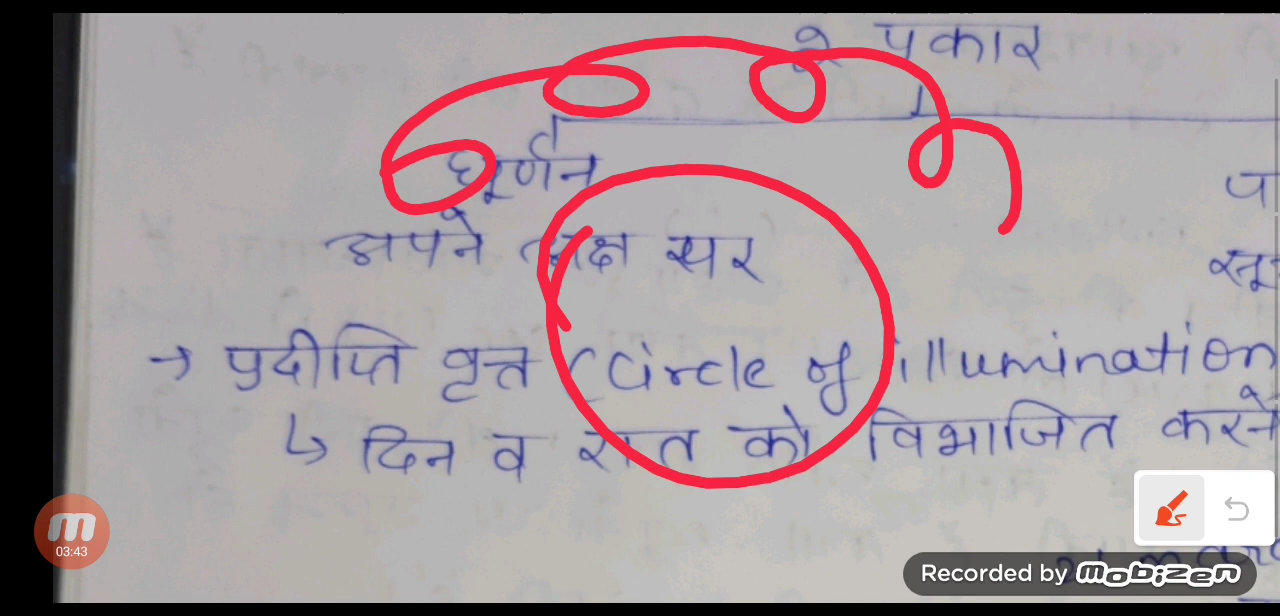 2 प्रकार
घूर्णन
अपने अक्ष पर
→ प्रदीप्ति वृत्त (Circle of illumination
↳ दिन व रात को विभाजित करने
03:43
Recorded by Mobizen